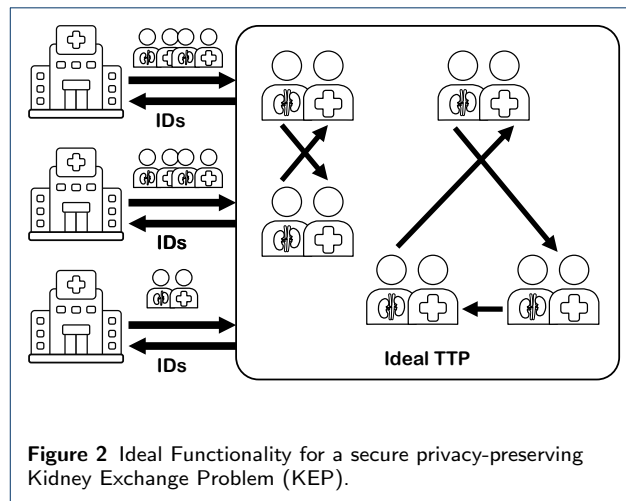 IDs
IDs
IDs
Ideal TTP
Figure 2 Ideal Functionality for a secure privacy-preserving
Kidney Exchange Problem (KEP).